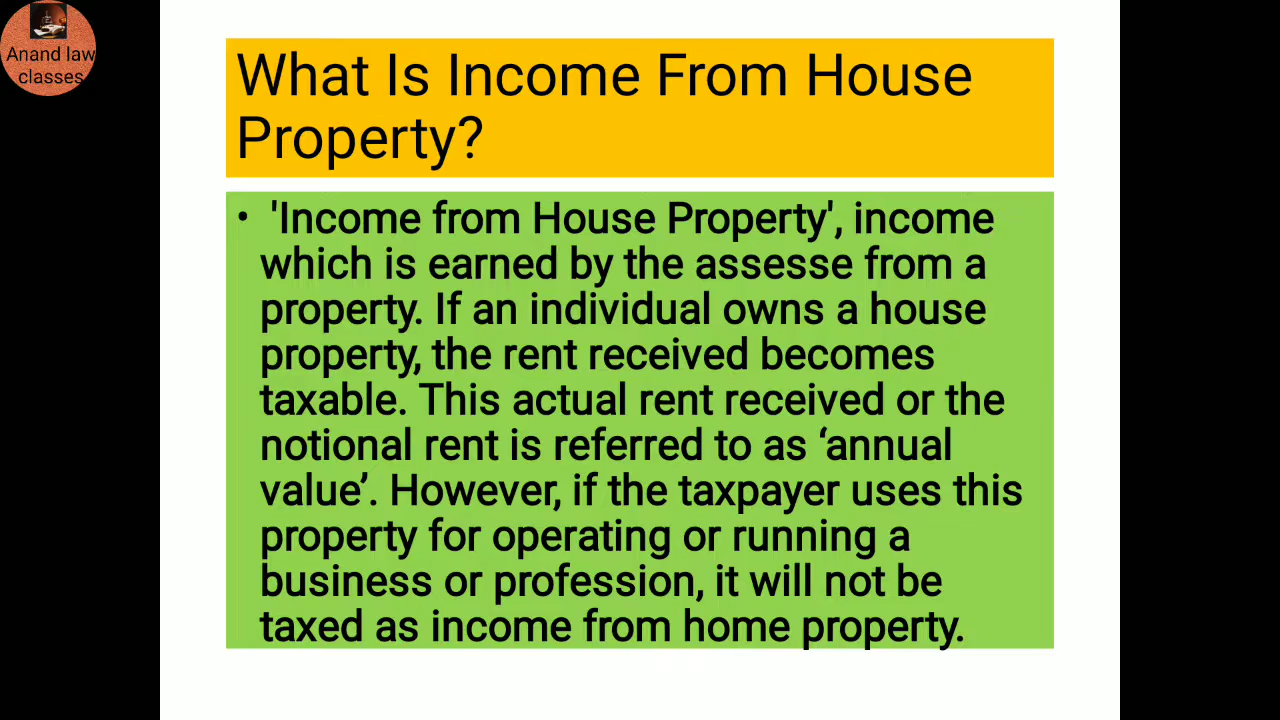 Anand law
classes
What Is Income From House
Property?
• 'Income from House Property', income
which is earned by the assesse from a
property. If an individual owns a house
property, the rent received becomes
taxable. This actual rent received or the
notional rent is referred to as ‘annual
value’. However, if the taxpayer uses this
property for operating or running a
business or profession, it will not be
taxed as income from home property.